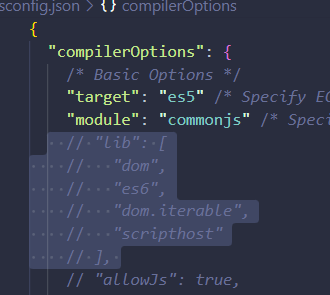 sconfig.json > {} compilerOptions
{
"compilerOptions": {
/* Basic Options */
"target": "es5" /* Specify EC
"module": "commonjs" /* Speci
// "lib": [
//   "dom",
//   "es6",
//   "dom.iterable",
//   "scripthost"
// ],
// "allowJs": true,